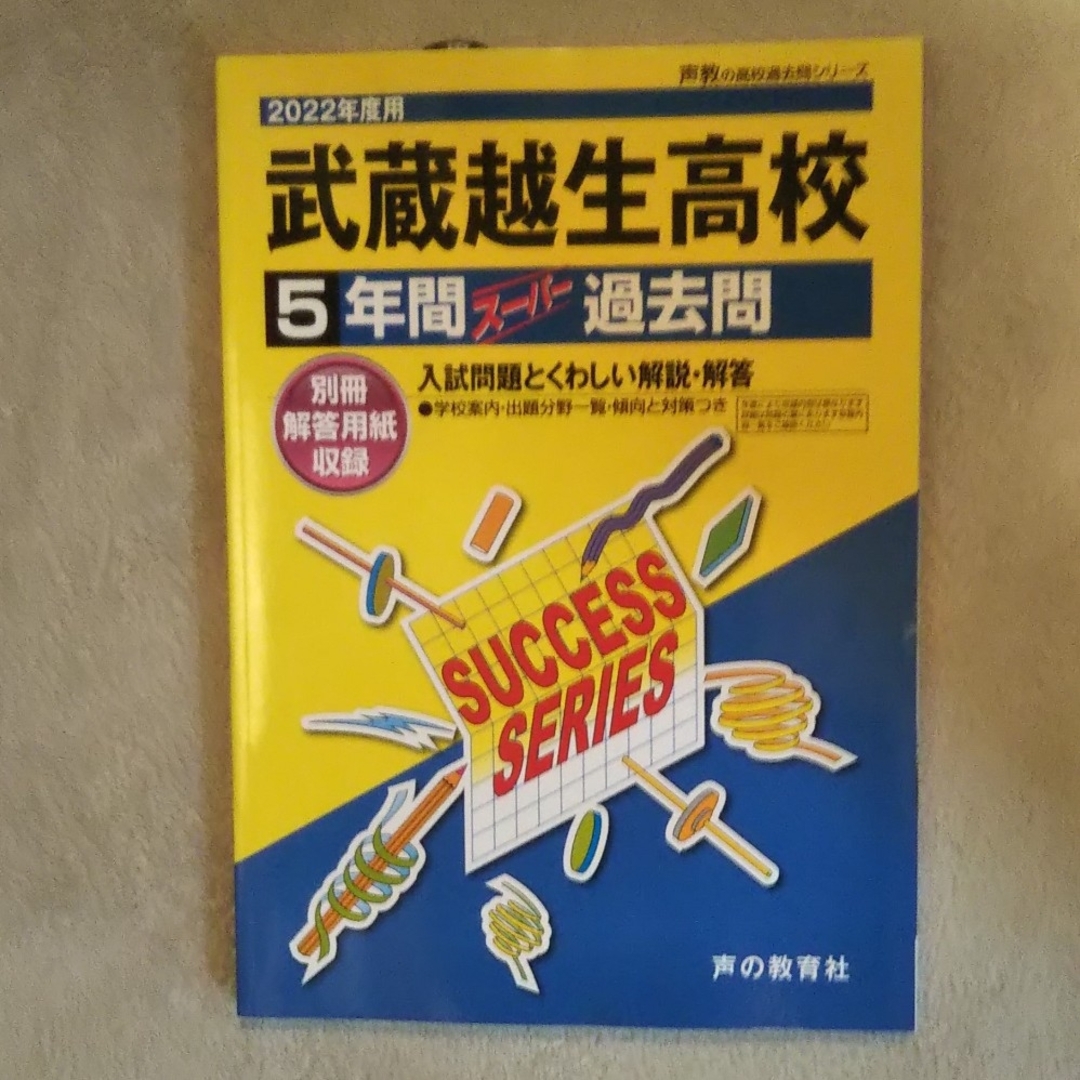 声教の高校過去問シリーズ
2022年度用
武蔵越生高校
5年間スーパー過去問
別冊
解答用紙
収録
入試問題とくわしい解説・解答
●学校案内・出題分野一覧・傾向と対策つき
SUCCESS
SERIES
声の教育社